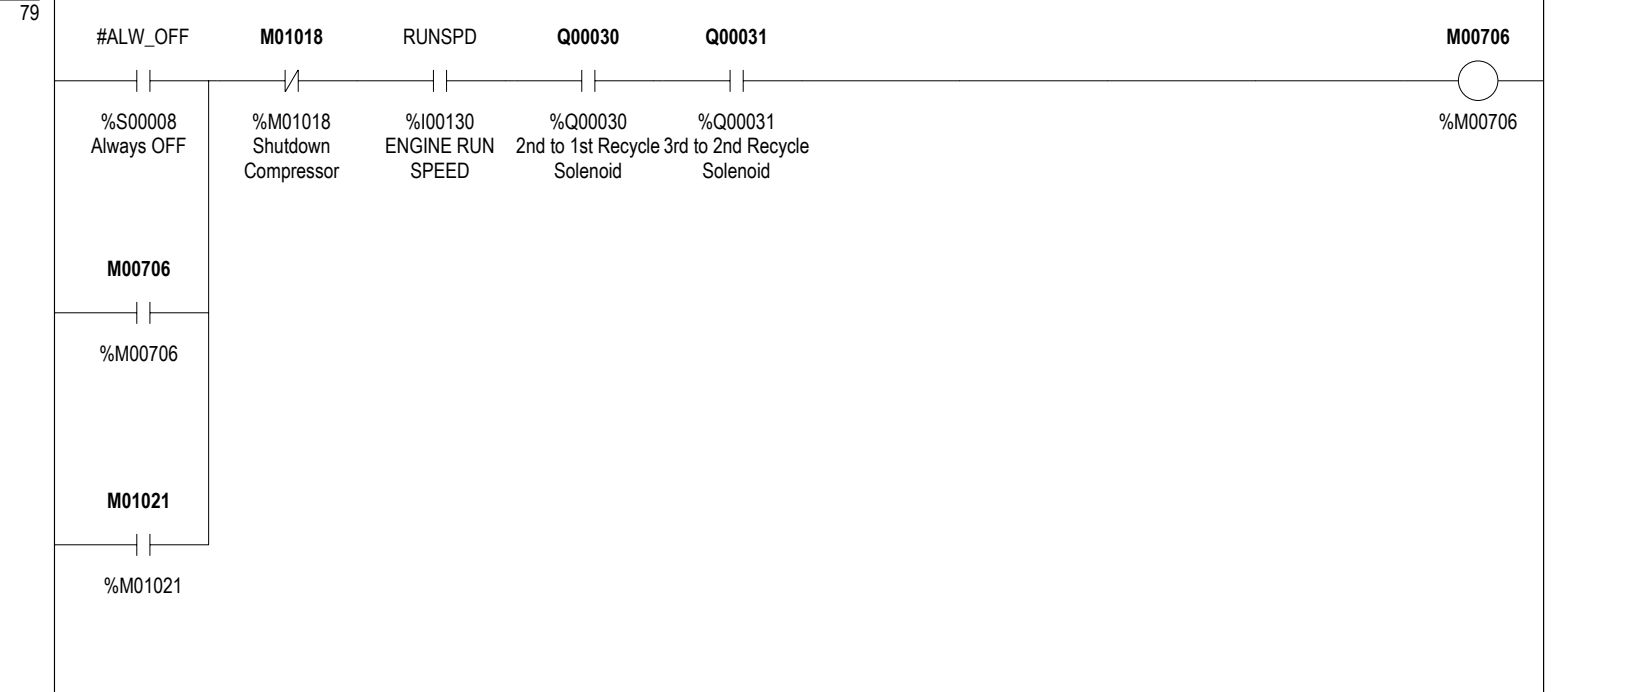 79
#ALW_OFF M01018 RUNSPD Q00030 Q00031 M00706
%S00008 %M01018 %I00130 %Q00030 %Q00031 %M00706
Always OFF Shutdown ENGINE RUN 2nd to 1st Recycle 3rd to 2nd Recycle
Compressor SPEED Solenoid Solenoid
M00706
%M00706
M01021
%M01021